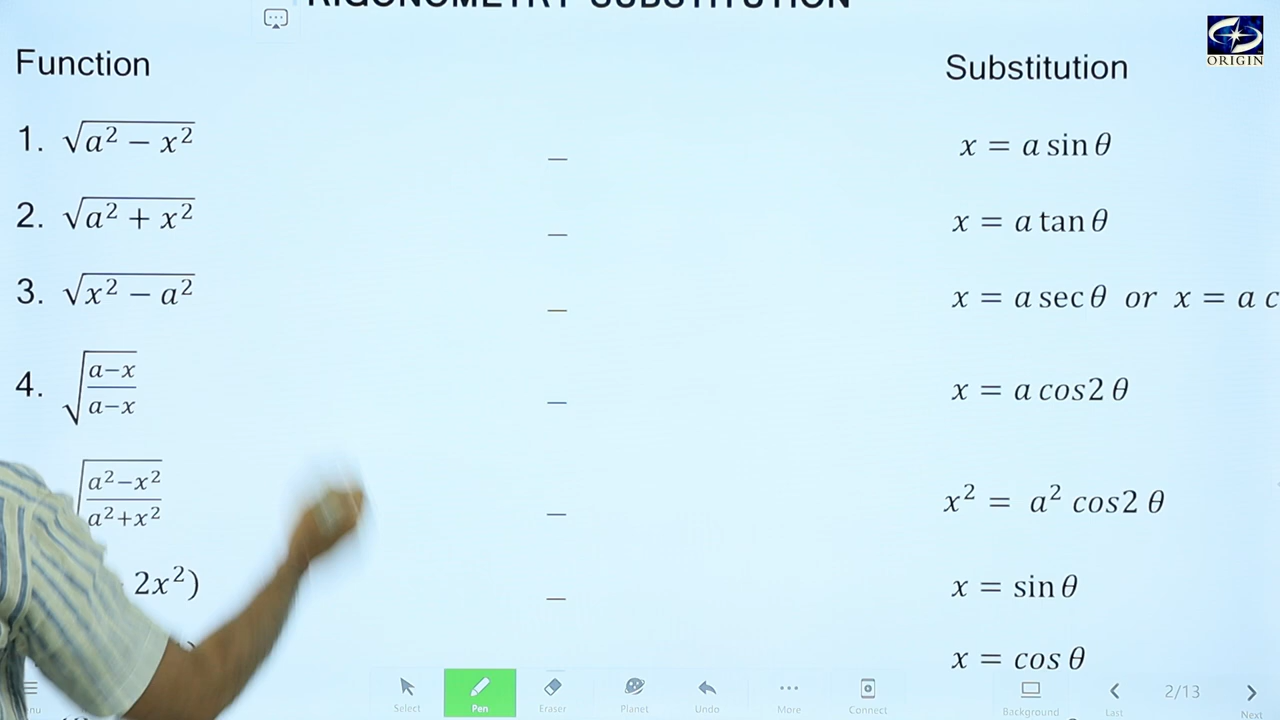 TRIGONOMETRY SUBSTITUTION
ORIGIN
Function
Substitution
1. √(a² − x²) – x = a sin θ
2. √(a² + x²) – x = a tan θ
3. √(x² − a²) – x = a sec θ or x = a c
4. √((a−x)/(a−x)) – x = a cos2 θ
√((a²−x²)/(a²+x²)) – x² = a² cos2 θ
2x²) – x = sin θ
x = cos θ
Select
Pen
Eraser
Planet
Undo
More
Connect
Background
Last
2/13
Next